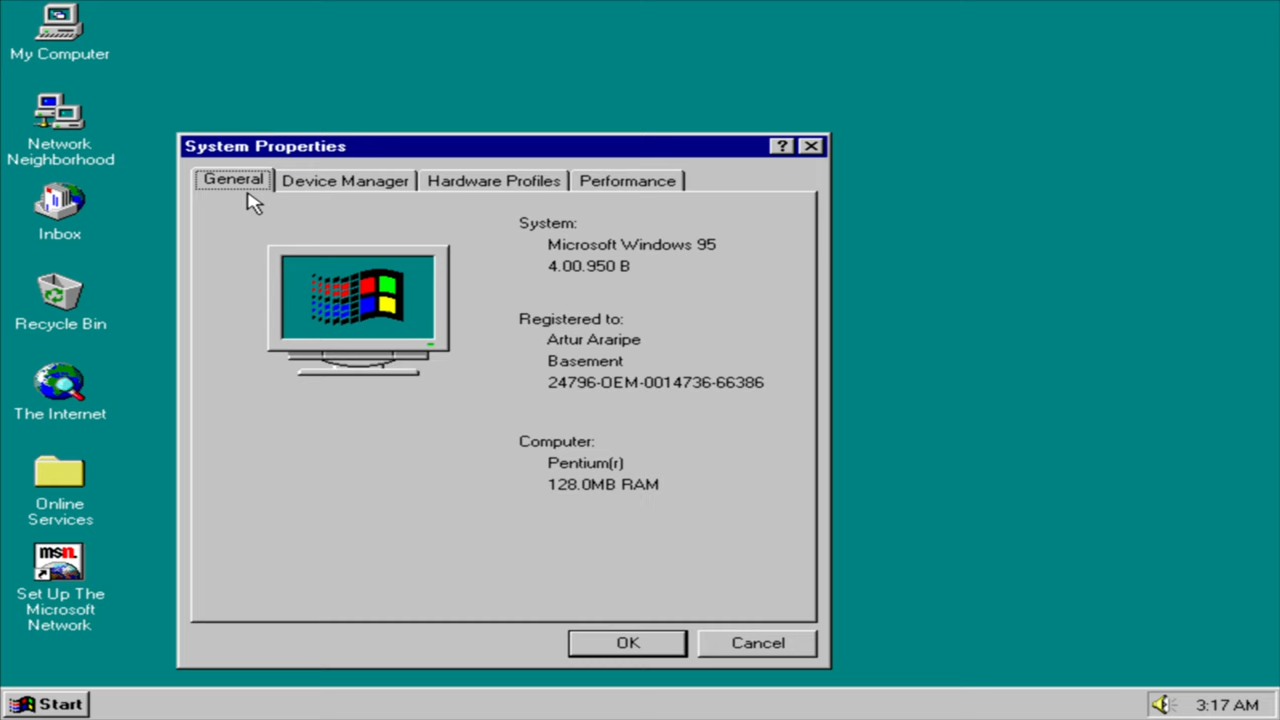 My Computer
Network
Neighborhood
Inbox
Recycle Bin
The Internet
Online
Services
msn.
Set Up The
Microsoft
Network
System Properties
?
General
Device Manager
Hardware Profiles
Performance
System:
Microsoft Windows 95
4.00.950 B
Registered to:
Artur Araripe
Basement
24796-OEM-0014736-66386
Computer:
Pentium(r)
128.0MB RAM
OK
Cancel
Start
3:17 AM